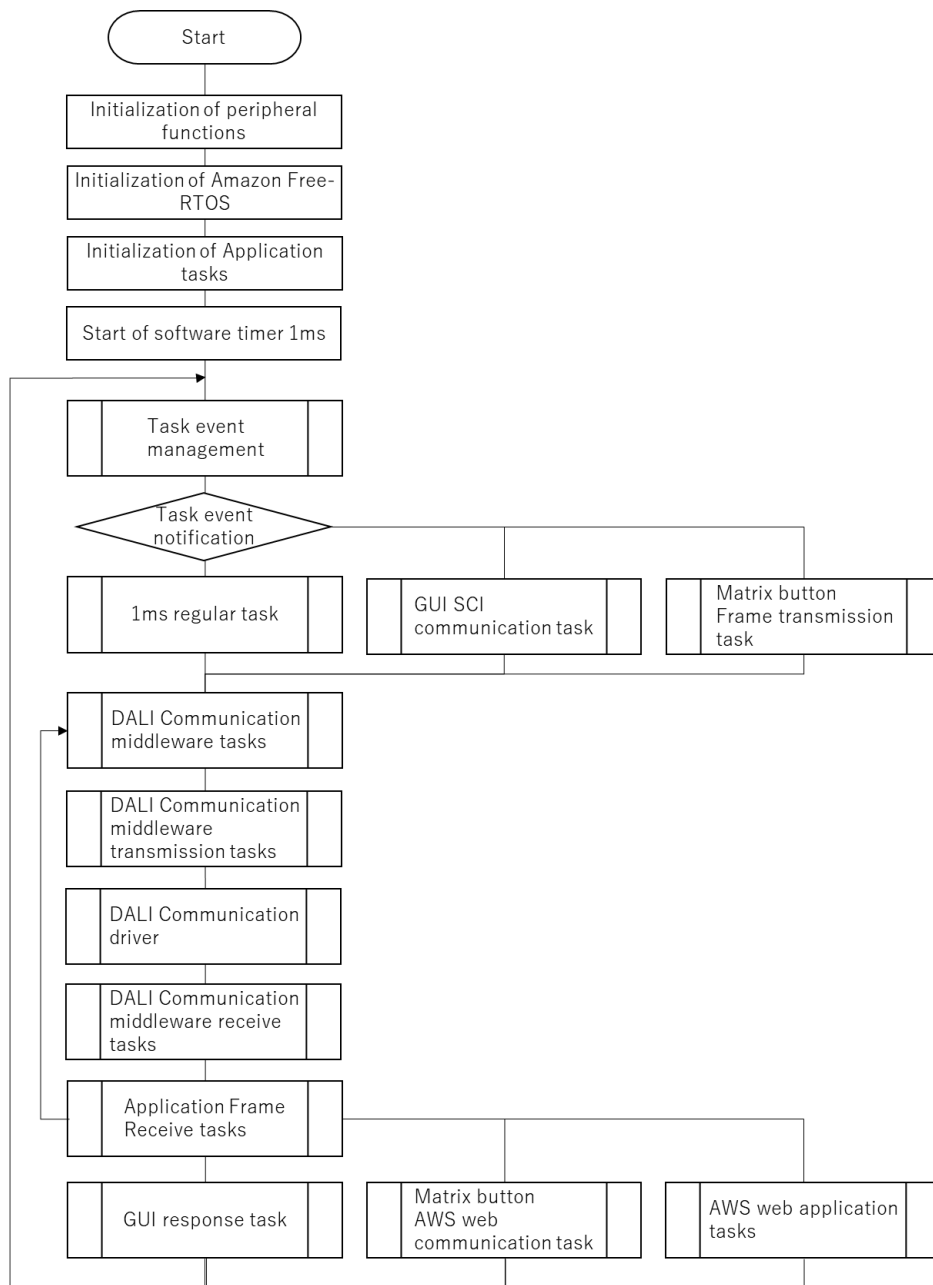 Start
Initialization of peripheral
functions
Initialization of Amazon Free-
RTOS
Initialization of Application
tasks
Start of software timer 1ms
Task event
management
Task event
notification
1ms regular task
GUI SCI
communication task
Matrix button
Frame transmission
task
DALI Communication
middleware tasks
DALI Communication
middleware
transmission tasks
DALI Communication
driver
DALI Communication
middleware receive
tasks
Application Frame
Receive tasks
GUI response task
Matrix button
AWS web
communication task
AWS web application
tasks